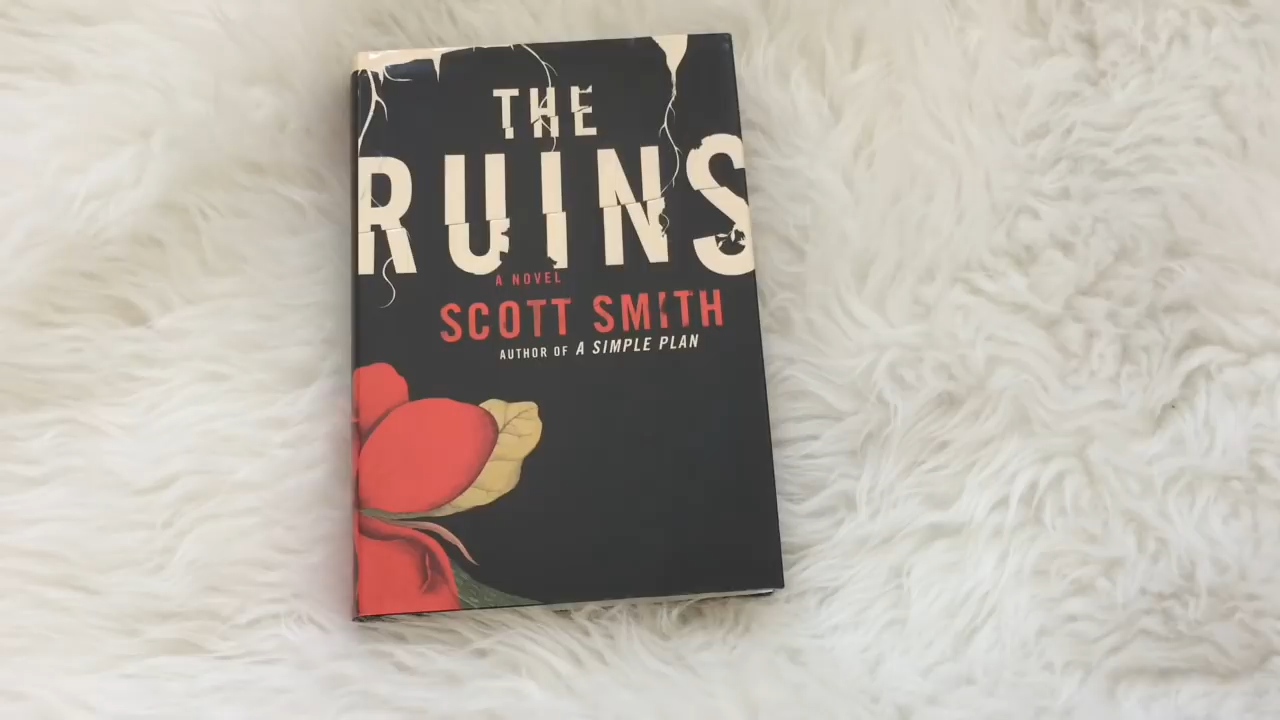 THE
RUINS
A NOVEL
SCOTT SMITH
AUTHOR OF A SIMPLE PLAN